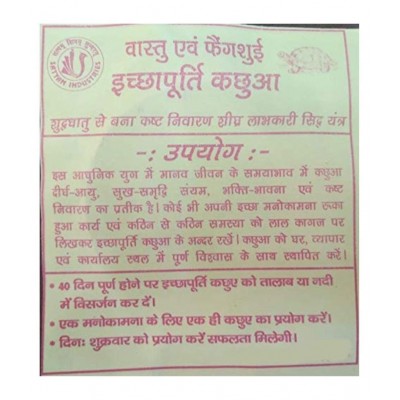 SATYAM INDUSTRIES
वास्तु एवं फेंगशुई
इच्छापूर्ति कछुआ
शुद्धधातु से बना कष्ट निवारण शीघ्र लाभकारी सिद्ध यंत्र
-: उपयोग :-
इस आधुनिक युग में मानव जीवन के समयाभाव में कछुआ
दीर्घ-आयु, सुख-समृद्धि संयम, भक्ति-भावना एवं कष्ट
निवारण का प्रतीक है। कोई भी अपनी इच्छा मनोकामना रूका
हुआ कार्य एवं कठिन से कठिन समस्या को लाल कागज पर
लिखकर इच्छापूर्ति कछुआ के अन्दर रखें। कछुआ को घर, व्यापार
एवं कार्यालय स्थल में पूर्ण विश्वास के साथ स्थापित करें।
• 40 दिन पूर्ण होने पर इच्छापूर्ति कछुए को तालाब या नदी
में विसर्जन कर दें।
• एक मनोकामना के लिए एक ही कछुए का प्रयोग करें।
• दिनः शुक्रवार को प्रयोग करें सफलता मिलेगी।